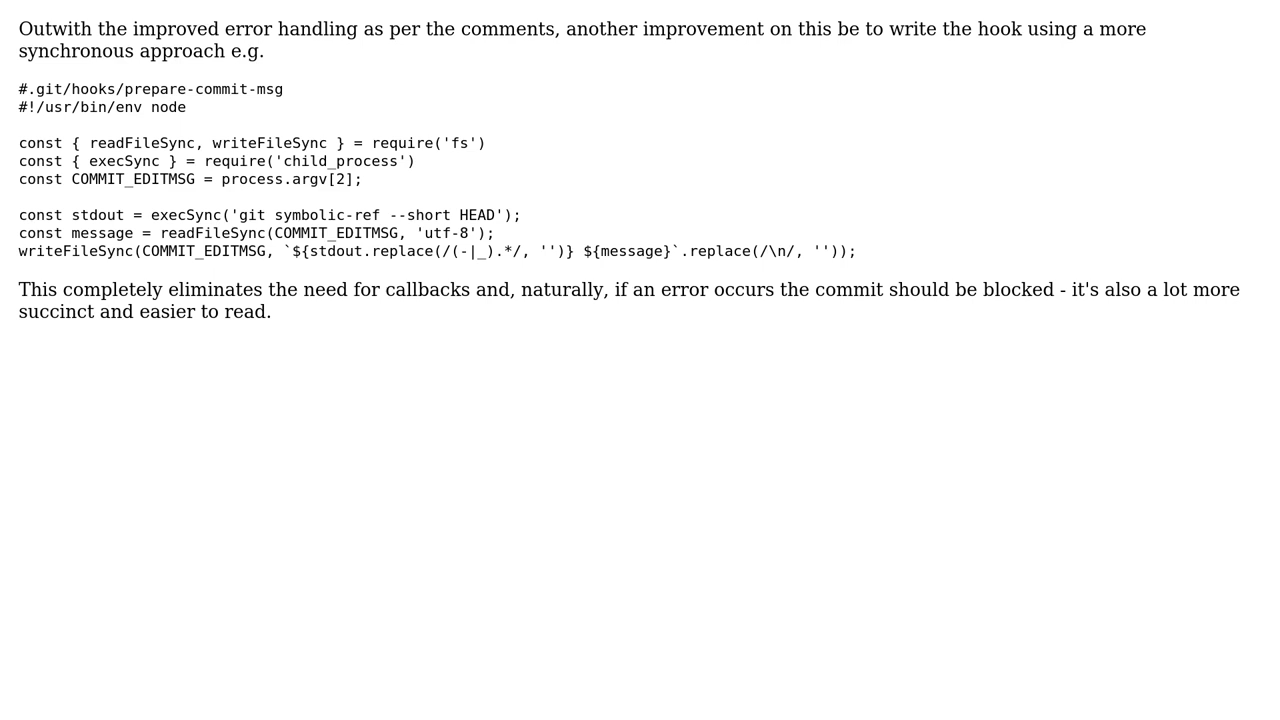 Outwith the improved error handling as per the comments, another improvement on this be to write the hook using a more
synchronous approach e.g.
#.git/hooks/prepare-commit-msg
#!/usr/bin/env node
const { readFileSync, writeFileSync } = require('fs')
const { execSync } = require('child_process')
const COMMIT_EDITMSG = process.argv[2];
const stdout = execSync('git symbolic-ref --short HEAD');
const message = readFileSync(COMMIT_EDITMSG, 'utf-8');
writeFileSync(COMMIT_EDITMSG, `${stdout.replace(/(-|_).*/, '')} ${message}`.replace(/\n/, ''));
This completely eliminates the need for callbacks and, naturally, if an error occurs the commit should be blocked - it's also a lot more
succinct and easier to read.